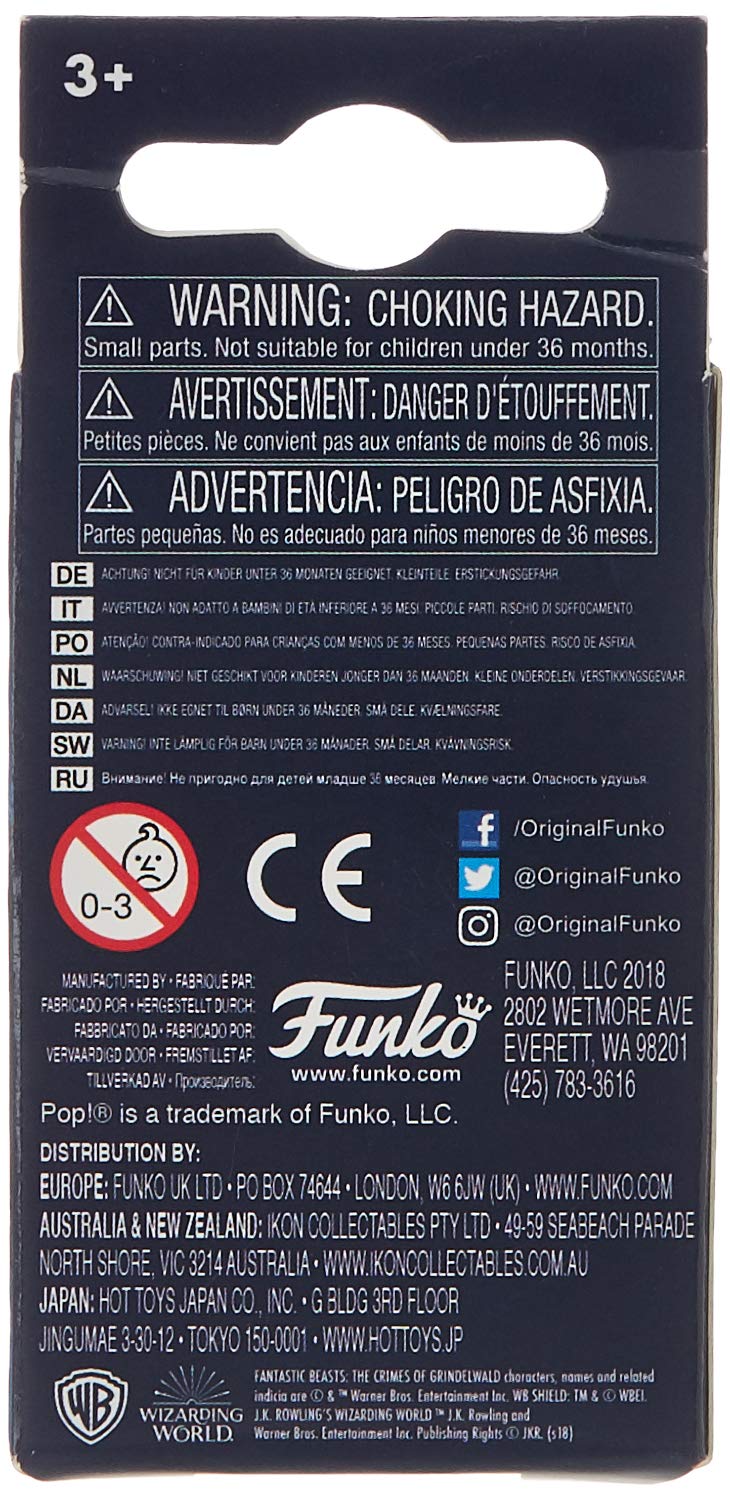 3+
⚠ WARNING: CHOKING HAZARD.
Small parts. Not suitable for children under 36 months.
⚠ AVERTISSEMENT: DANGER D'ÉTOUFFEMENT.
Petites pièces. Ne convient pas aux enfants de moins de 36 mois.
⚠ ADVERTENCIA: PELIGRO DE ASFIXIA.
Partes pequeñas. No es adecuado para niños menores de 36 meses.
DE ACHTUNG! NICHT FÜR KINDER UNTER 36 MONATEN GEEIGNET. KLEINTEILE. ERSTICKUNGSGEFAHR.
IT AVVERTENZA! NON ADATTO A BAMBINI DI ETÀ INFERIORE A 36 MESI. PICCOLE PARTI. RISCHIO DI SOFFOCAMENTO.
PO ATENÇÃO! CONTRA-INDICADO PARA CRIANÇAS COM MENOS DE 36 MESES. PEQUENAS PARTES. RISCO DE ASFIXIA.
NL WAARSCHUWING! NIET GESCHIKT VOOR KINDEREN JONGER DAN 36 MAANDEN. KLEINE ONDERDELEN. VERSTIKKINGSGEVAAR.
DA ADVARSEL! IKKE EGNET TIL BØRN UNDER 36 MÅNEDER. SMÅ DELE. KVÆLNINGSFARE.
SW VARNING! INTE LÄMPLIG FÖR BARN UNDER 36 MÅNADER. SMÅ DELAR. KVÄVNINGSRISK.
RU Внимание! Не пригодно для детей младше 36 месяцев. Мелкие части. Опасность удушья.
0-3
CE
/OriginalFunko
@OriginalFunko
@OriginalFunko
MANUFACTURED BY • FABRIQUÉ PAR:
FABRICADO POR • HERGESTELLT DURCH:
FABBRICATO DA • FABRICADO POR:
VERVAARDIGD DOOR • FREMSTILLET AF:
TILLVERKAD AV • Производитель:
Funko
www.funko.com
FUNKO, LLC 2018
2802 WETMORE AVE
EVERETT, WA 98201
(425) 783-3616
Pop!® is a trademark of Funko, LLC.
DISTRIBUTION BY:
EUROPE: FUNKO UK LTD • PO BOX 74644 • LONDON, W6 6JW (UK) • WWW.FUNKO.COM
AUSTRALIA & NEW ZEALAND: IKON COLLECTABLES PTY LTD • 49-59 SEABEACH PARADE
NORTH SHORE, VIC 3214 AUSTRALIA • WWW.IKONCOLLECTABLES.COM.AU
JAPAN: HOT TOYS JAPAN CO., INC. • G BLDG 3RD FLOOR
JINGUMAE 3-30-12 • TOKYO 150-0001 • WWW.HOTTOYS.JP
WB
WIZARDING
WORLD
FANTASTIC BEASTS: THE CRIMES OF GRINDELWALD characters, names and related
indicia are © & ™ Warner Bros. Entertainment Inc. WB SHIELD: TM & © WBEI.
J.K. ROWLING'S WIZARDING WORLD ™ J.K. Rowling and
Warner Bros. Entertainment Inc. Publishing Rights © JKR. (s18)